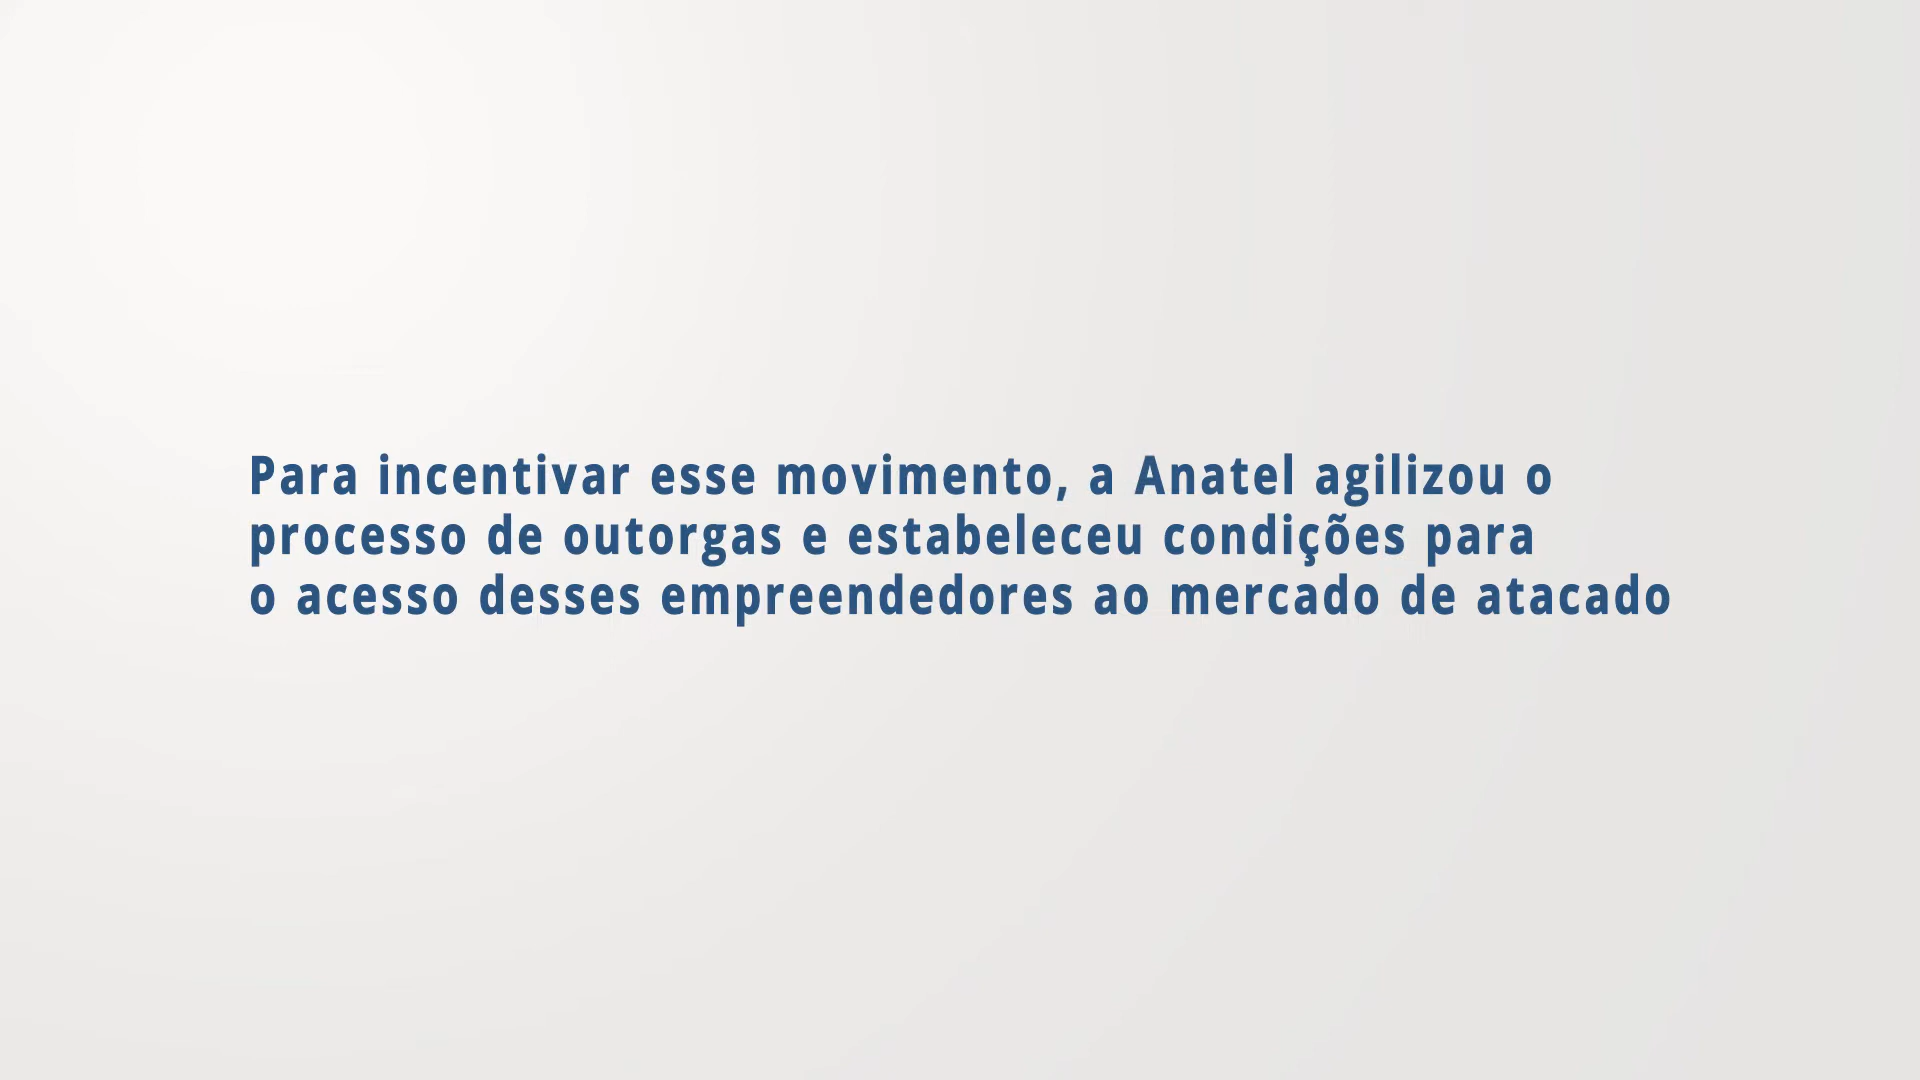 Para incentivar esse movimento, a Anatel agilizou o
processo de outorgas e estabeleceu condições para
o acesso desses empreendedores ao mercado de atacado